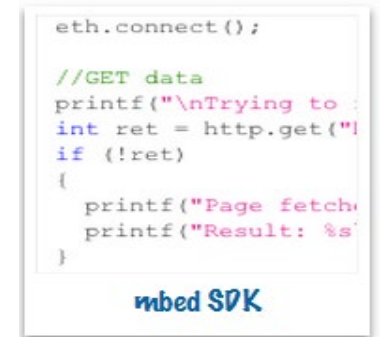 eth.connect();
//GET data
printf("\nTrying to
int ret = http.get("
if (!ret)
{
printf("Page fetch
printf("Result: %s
}
mbed SDK